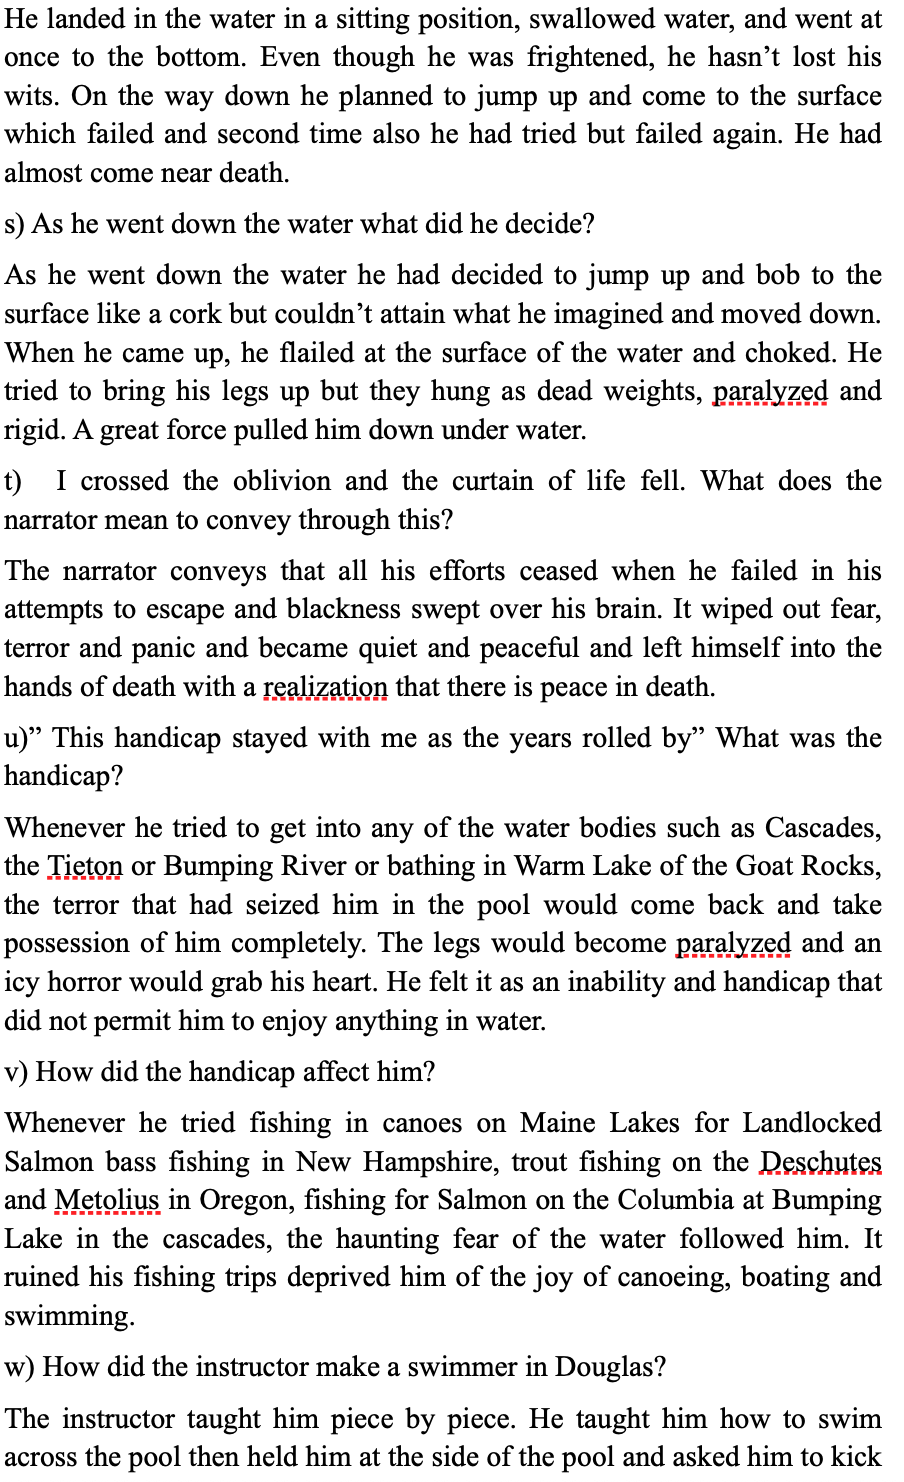 He landed in the water in a sitting position, swallowed water, and went at
once to the bottom. Even though he was frightened, he hasn’t lost his
wits. On the way down he planned to jump up and come to the surface
which failed and second time also he had tried but failed again. He had
almost come near death.
s) As he went down the water what did he decide?
As he went down the water he had decided to jump up and bob to the
surface like a cork but couldn’t attain what he imagined and moved down.
When he came up, he flailed at the surface of the water and choked. He
tried to bring his legs up but they hung as dead weights, paralyzed and
rigid. A great force pulled him down under water.
t) I crossed the oblivion and the curtain of life fell. What does the
narrator mean to convey through this?
The narrator conveys that all his efforts ceased when he failed in his
attempts to escape and blackness swept over his brain. It wiped out fear,
terror and panic and became quiet and peaceful and left himself into the
hands of death with a realization that there is peace in death.
u)” This handicap stayed with me as the years rolled by” What was the
handicap?
Whenever he tried to get into any of the water bodies such as Cascades,
the Tieton or Bumping River or bathing in Warm Lake of the Goat Rocks,
the terror that had seized him in the pool would come back and take
possession of him completely. The legs would become paralyzed and an
icy horror would grab his heart. He felt it as an inability and handicap that
did not permit him to enjoy anything in water.
v) How did the handicap affect him?
Whenever he tried fishing in canoes on Maine Lakes for Landlocked
Salmon bass fishing in New Hampshire, trout fishing on the Deschutes
and Metolius in Oregon, fishing for Salmon on the Columbia at Bumping
Lake in the cascades, the haunting fear of the water followed him. It
ruined his fishing trips deprived him of the joy of canoeing, boating and
swimming.
w) How did the instructor make a swimmer in Douglas?
The instructor taught him piece by piece. He taught him how to swim
across the pool then held him at the side of the pool and asked him to kick